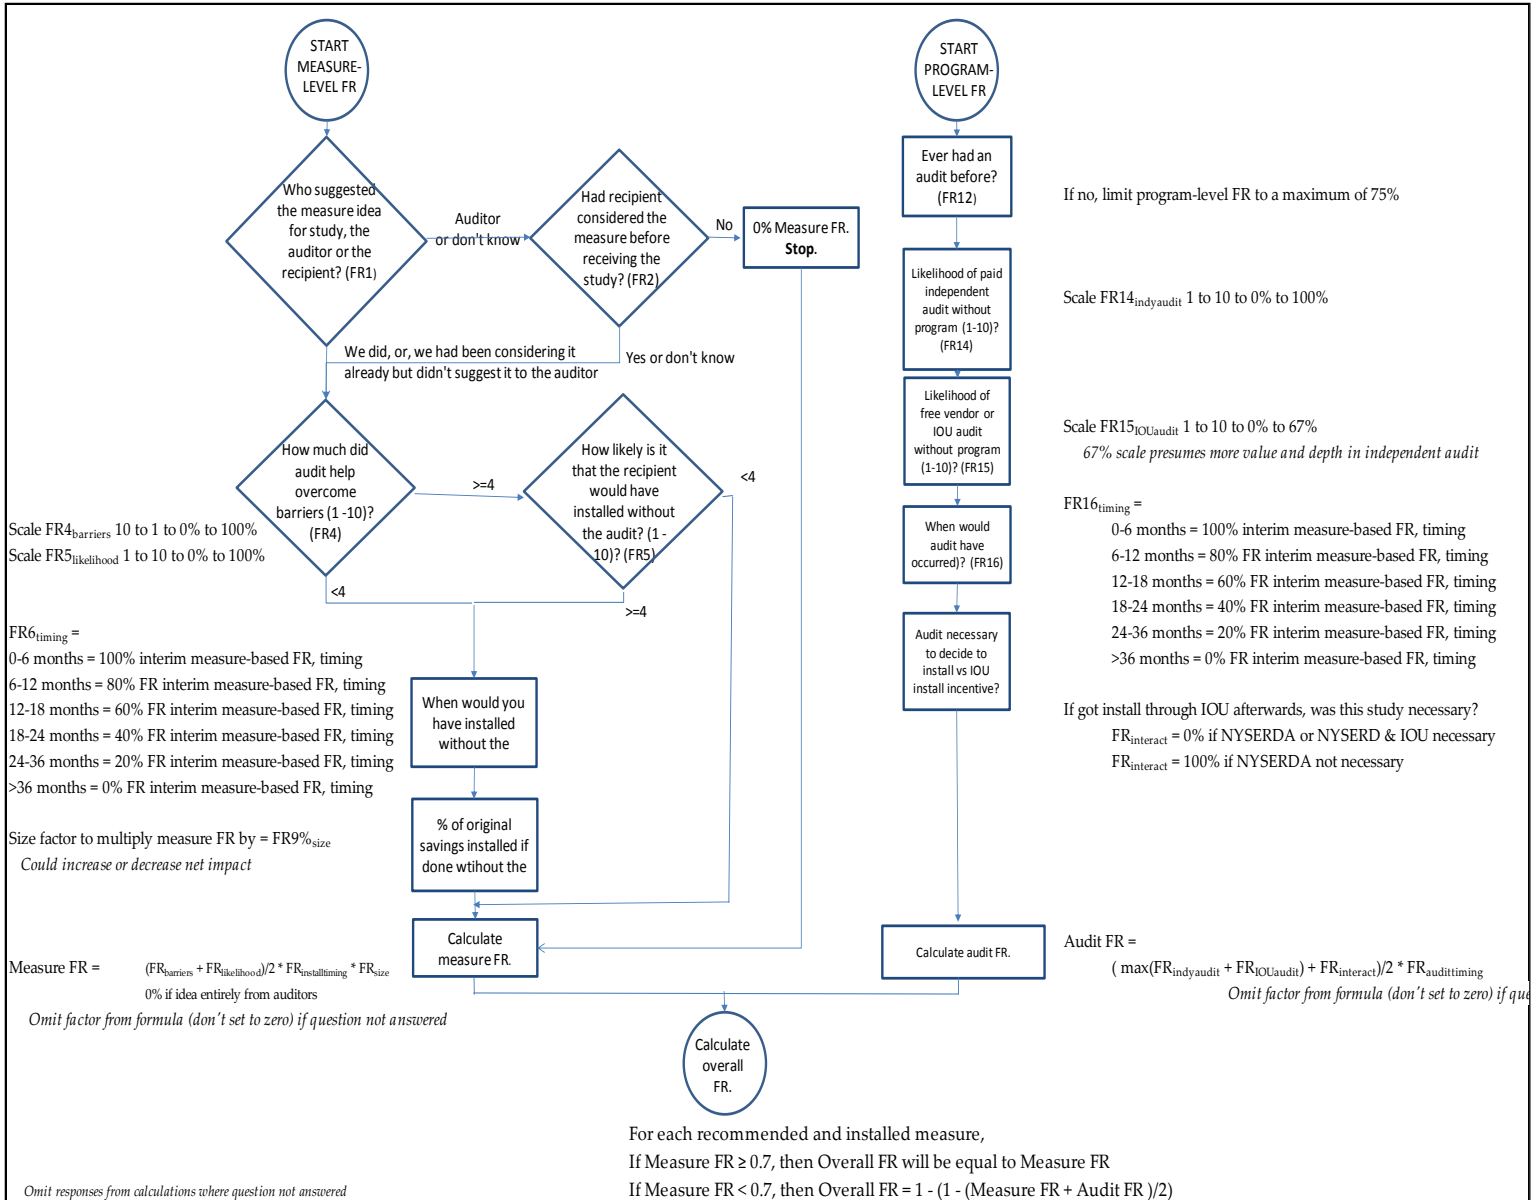 START
MEASURE-
LEVEL FR
Who suggested
the measure idea
for study, the
auditor or the
recipient? (FR1)
Auditor
or don't know
Had recipient
considered the
measure before
receiving the
study? (FR2)
No
0% Measure FR.
Stop.
We did, or, we had been considering it
already but didn't suggest it to the auditor
Yes or don't know
How much did
audit help
overcome
barriers (1 -10)?
(FR4)
>=4
How likely is it
that the recipient
would have
installed without
the audit? (1 -
10)? (FR5)
<4
Scale FR4barriers 10 to 1 to 0% to 100%
Scale FR5likelihood 1 to 10 to 0% to 100%
<4
>=4
FR6timing =
0-6 months = 100% interim measure-based FR, timing
6-12 months = 80% FR interim measure-based FR, timing
12-18 months = 60% FR interim measure-based FR, timing
18-24 months = 40% FR interim measure-based FR, timing
24-36 months = 20% FR interim measure-based FR, timing
>36 months = 0% FR interim measure-based FR, timing
When would you
have installed
without the
% of original
savings installed if
done wtihout the
Size factor to multiply measure FR by = FR9%size
Could increase or decrease net impact
Calculate
measure FR.
Measure FR = (FRbarriers + FRlikelihood)/2 * FRinstalltiming * FRsize
0% if idea entirely from auditors
Omit factor from formula (don't set to zero) if question not answered
START
PROGRAM-
LEVEL FR
Ever had an
audit before?
(FR12)
If no, limit program-level FR to a maximum of 75%
Likelihood of paid
independent
audit without
program (1-10)?
(FR14)
Scale FR14indyaudit 1 to 10 to 0% to 100%
Likelihood of
free vendor or
IOU audit
without program
(1-10)? (FR15)
Scale FR15IOUaudit 1 to 10 to 0% to 67%
67% scale presumes more value and depth in independent audit
When would
audit have
occurred)? (FR16)
FR16timing =
0-6 months = 100% interim measure-based FR, timing
6-12 months = 80% FR interim measure-based FR, timing
12-18 months = 60% FR interim measure-based FR, timing
18-24 months = 40% FR interim measure-based FR, timing
24-36 months = 20% FR interim measure-based FR, timing
>36 months = 0% FR interim measure-based FR, timing
Audit necessary
to decide to
install vs IOU
install incentive?
If got install through IOU afterwards, was this study necessary?
FRinteract = 0% if NYSERDA or NYSERD & IOU necessary
FRinteract = 100% if NYSERDA not necessary
Calculate audit FR.
Audit FR =
( max(FRindyaudit + FRIOUaudit) + FRinteract)/2 * FRaudittiming
Omit factor from formula (don't set to zero) if que
Calculate
overall
FR.
For each recommended and installed measure,
If Measure FR ≥ 0.7, then Overall FR will be equal to Measure FR
If Measure FR < 0.7, then Overall FR = 1 - (1 - (Measure FR + Audit FR )/2)
Omit responses from calculations where question not answered